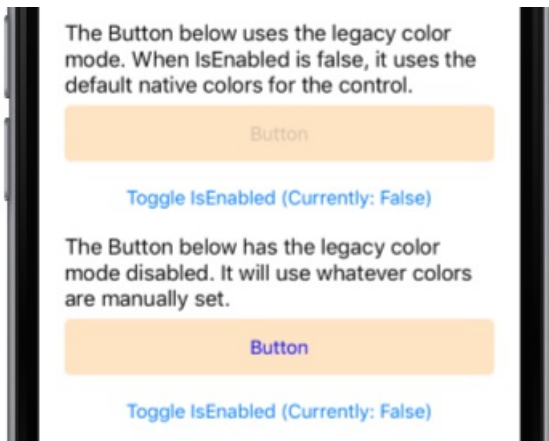 The Button below uses the legacy color
mode. When IsEnabled is false, it uses the
default native colors for the control.
Button
Toggle IsEnabled (Currently: False)
The Button below has the legacy color
mode disabled. It will use whatever colors
are manually set.
Button
Toggle IsEnabled (Currently: False)